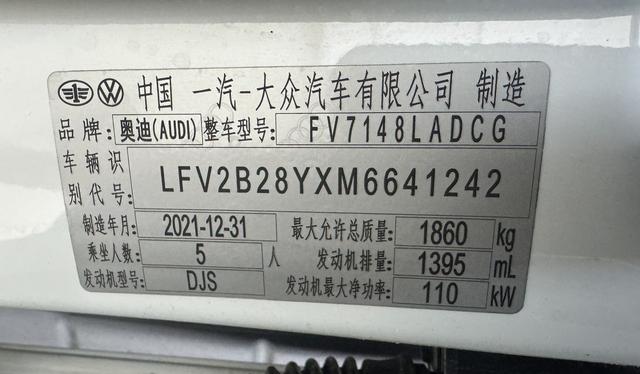 中国 一汽-大众汽车有限公司 制造
品牌: 奥迪(AUDI) 整车型号: FV7148LADCG
车辆识别代号: LFV2B28YXM6641242
制造年月: 2021-12-31 最大允许总质量: 1860 kg
乘坐人数: 5 人 发动机排量: 1395 mL
发动机型号: DJS 发动机最大净功率: 110 kW